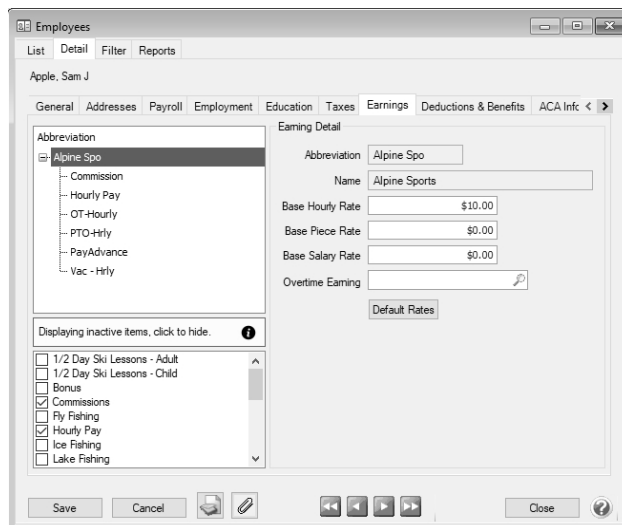 Employees
List Detail Filter Reports
Apple, Sam J
General Addresses Payroll Employment Education Taxes Earnings Deductions & Benefits ACA Infc
Abbreviation
Alpine Spo
Commission
Hourly Pay
OT-Hourly
PTO-Hrly
PayAdvance
Vac - Hrly
Displaying inactive items, click to hide.
1/2 Day Ski Lessons - Adult
1/2 Day Ski Lessons - Child
Bonus
Commissions
Fly Fishing
Hourly Pay
Ice Fishing
Lake Fishing
Earning Detail
Abbreviation Alpine Spo
Name Alpine Sports
Base Hourly Rate $10.00
Base Piece Rate $0.00
Base Salary Rate $0.00
Overtime Earning
Default Rates
Save Cancel Close